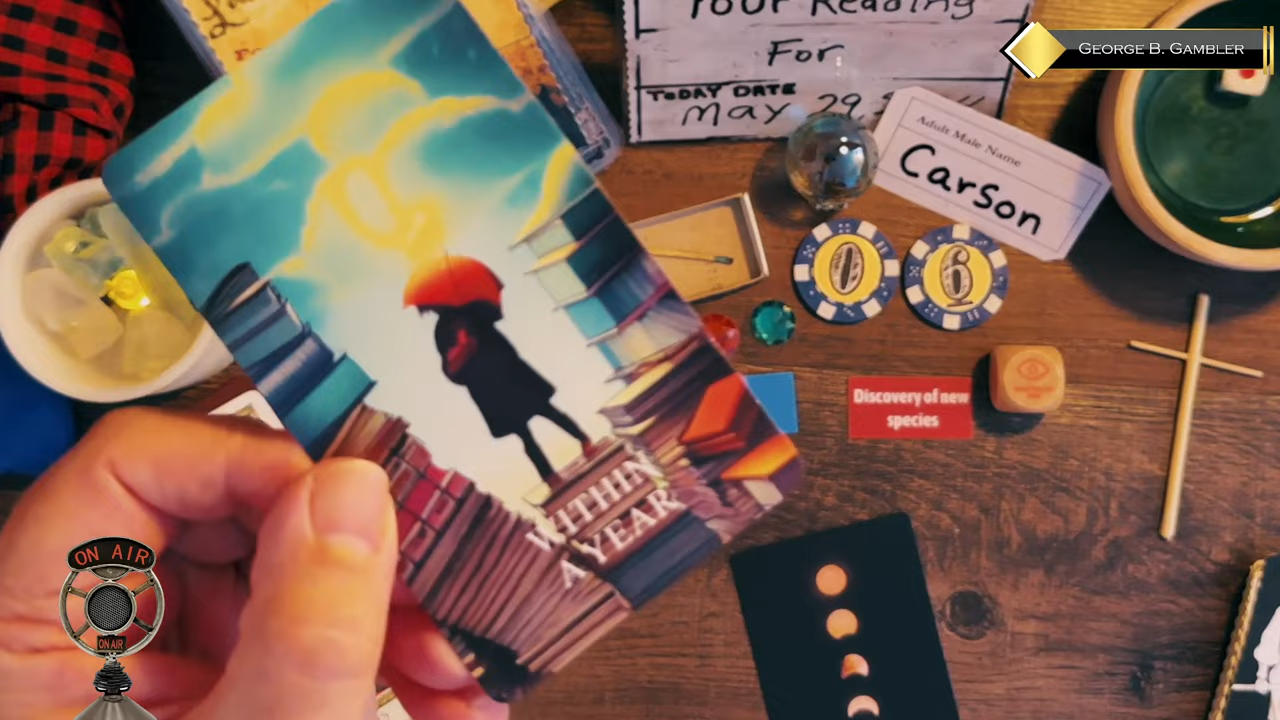 Your Reading
For
TODAY DATE
May 29,
GEORGE B. GAMBLER
Adult Male Name
Carson
0
6
Discovery of new
species
WITHIN
A YEAR
ON AIR
ON AIR